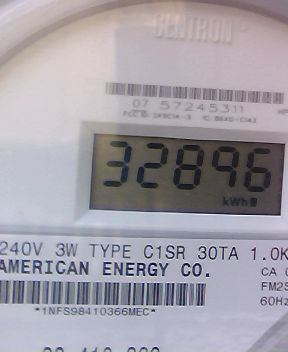 CENTRON
07 57245311
32896
kWh
240V 3W TYPE C1SR 30TA 1.0K
AMERICAN ENERGY CO.
CA
FM2S
60Hz
*1NFS98410366MEC*